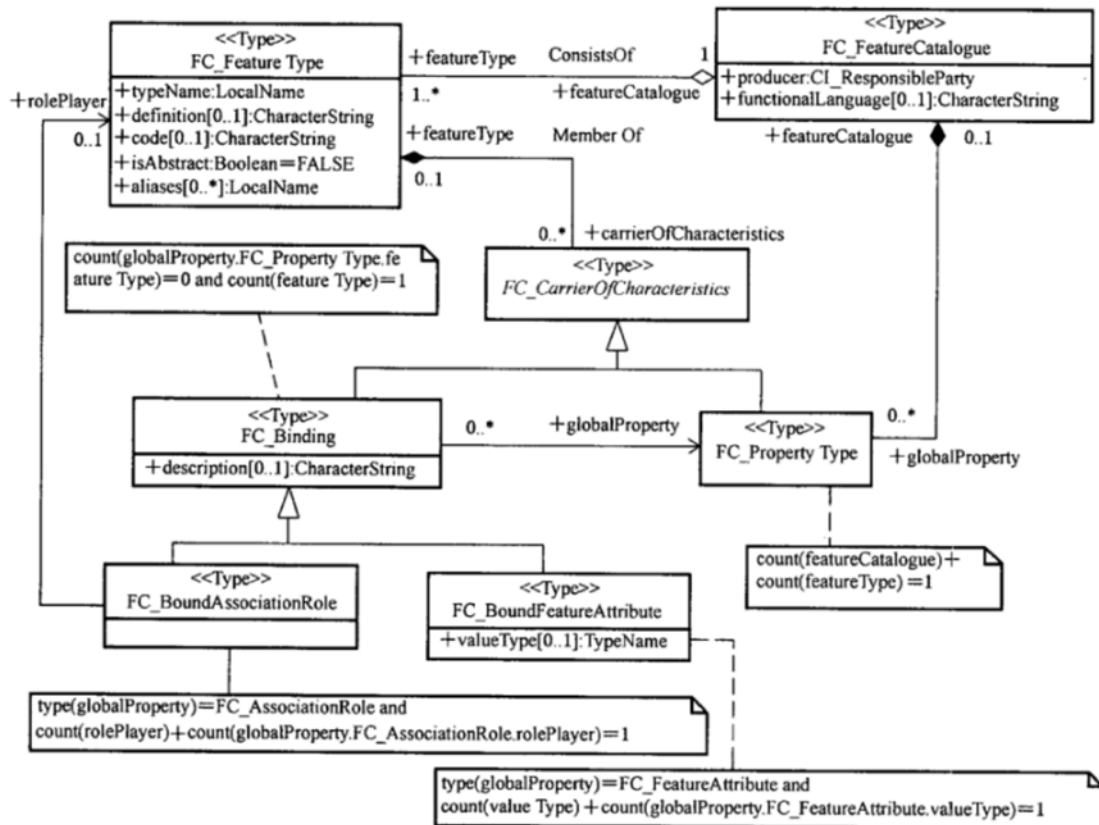 <<Type>>
FC_Feature Type
+typeName:LocalName
+definition[0..1]:CharacterString
+code[0..1]:CharacterString
+isAbstract:Boolean=FALSE
+aliases[0..*]:LocalName
+rolePlayer
0..1
+featureType
ConsistsOf
1
1..*
+featureCatalogue
<<Type>>
FC_FeatureCatalogue
+producer:CI_ResponsibleParty
+functionalLanguage[0..1]:CharacterString
+featureType
Member Of
0..1
+featureCatalogue
0..1
0..*
+carrierOfCharacteristics
<<Type>>
FC_CarrierOfCharacteristics
count(globalProperty.FC_Property Type.fe
ature Type)=0 and count(feature Type)=1
<<Type>>
FC_Binding
+description[0..1]:CharacterString
0..*
+globalProperty
<<Type>>
FC_Property Type
0..*
+globalProperty
count(featureCatalogue)+
count(featureType)=1
<<Type>>
FC_BoundAssociationRole
<<Type>>
FC_BoundFeatureAttribute
+valueType[0..1]:TypeName
type(globalProperty)=FC_AssociationRole and
count(rolePlayer)+count(globalProperty.FC_AssociationRole.rolePlayer)=1
type(globalProperty)=FC_FeatureAttribute and
count(value Type)+count(globalProperty.FC_FeatureAttribute.valueType)=1